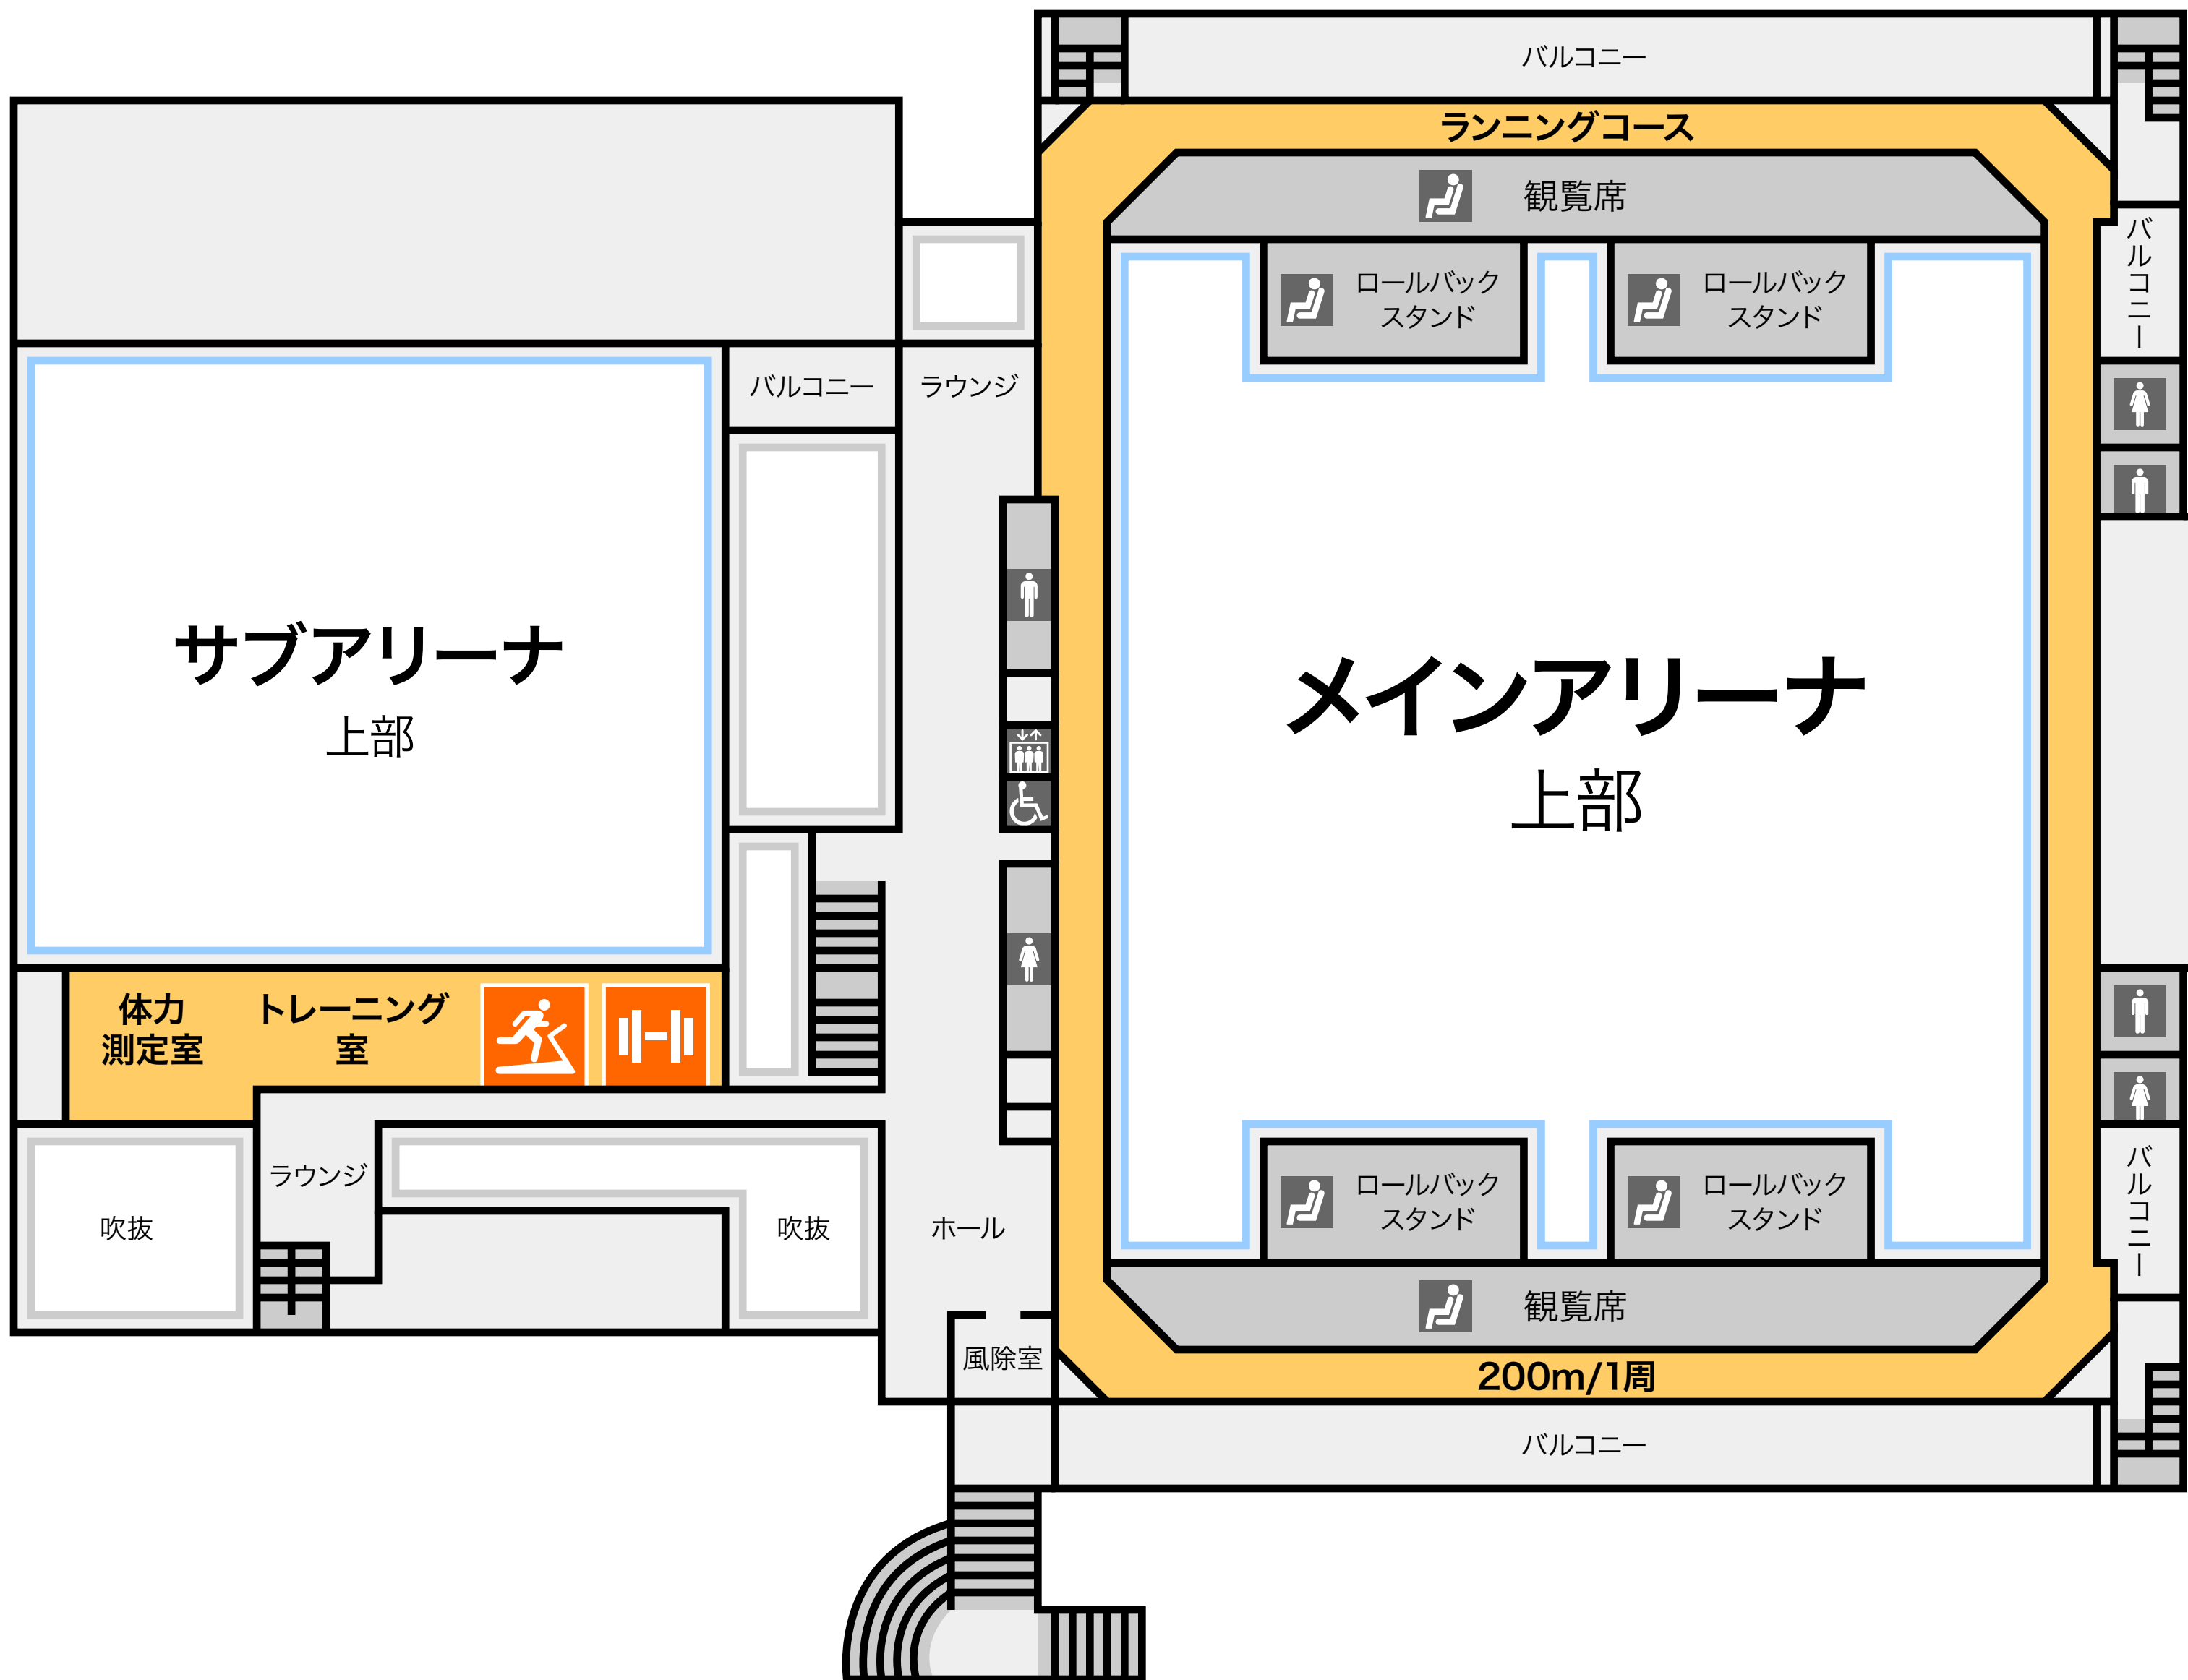 バルコニー
ランニングコース
観覧席
ロールバック
スタンド
ロールバック
スタンド
バルコニー
バルコニー
ラウンジ
サブアリーナ
上部
メインアリーナ
上部
体力
測定室
トレーニング
室
ラウンジ
吹抜
吹抜
ホール
ロールバック
スタンド
ロールバック
スタンド
バルコニー
観覧席
風除室
200m/1周
バルコニー